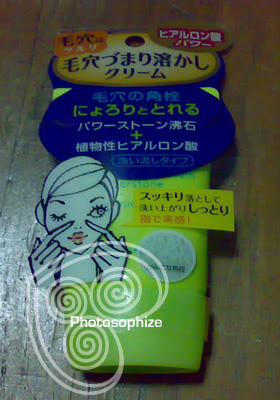 毛穴は
ツルリ
ヒアルロン酸
パワー
毛穴づまり溶かし
クリーム
毛穴の角栓
にょろりととれる
パワーストーン沸石
+
植物性ヒアルロン酸
洗い流しタイプ
スッキリ落として
洗い上がりしっとり
指で実感!
Photosophize